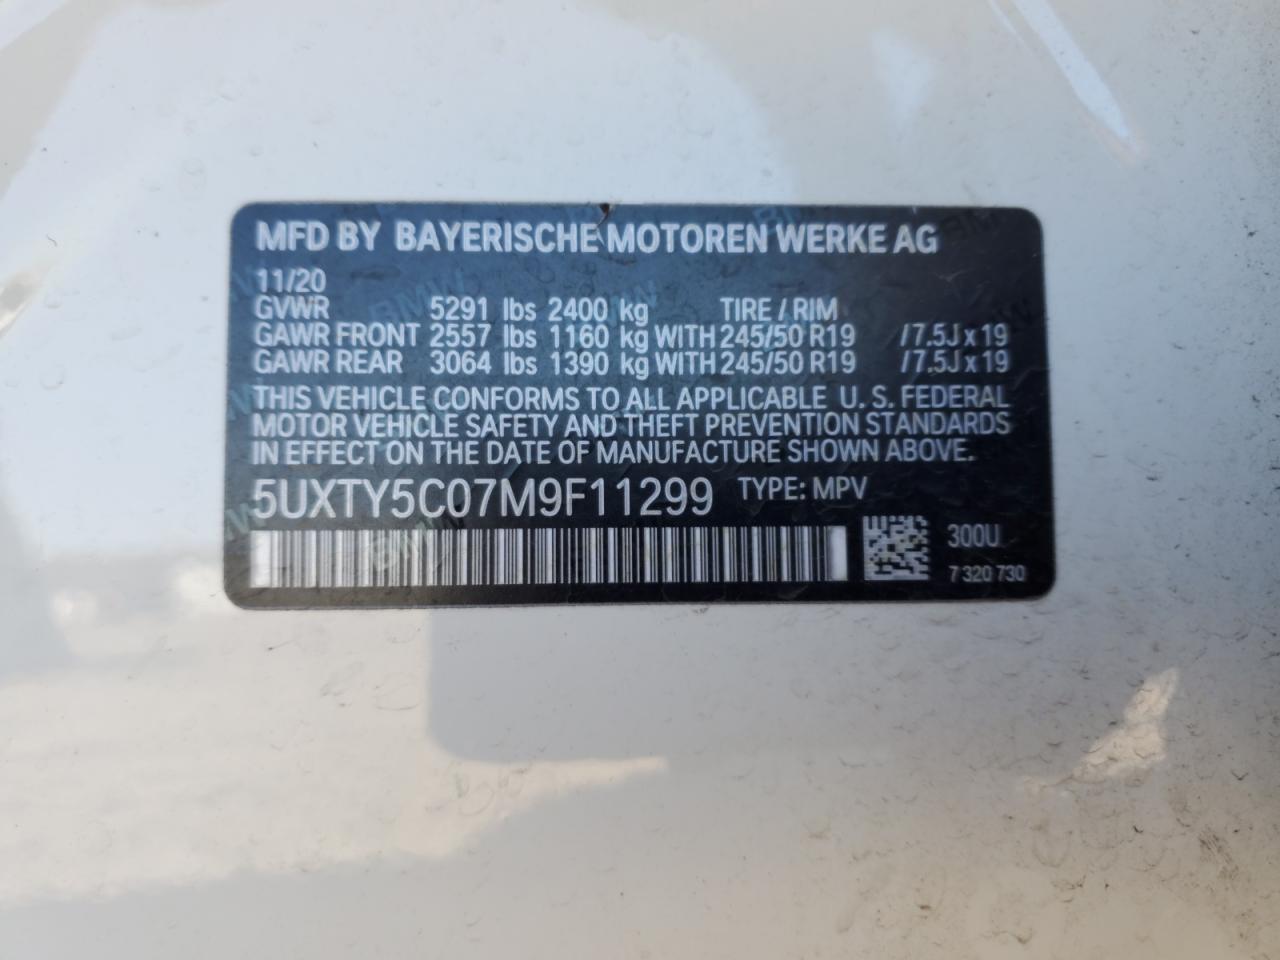 MFD BY BAYERISCHE MOTOREN WERKE AG
11/20
GVWR 5291 lbs 2400 kg TIRE / RIM
GAWR FRONT 2557 lbs 1160 kg WITH 245/50 R19 /7.5J x 19
GAWR REAR 3064 lbs 1390 kg WITH 245/50 R19 /7.5J x 19
THIS VEHICLE CONFORMS TO ALL APPLICABLE U. S. FEDERAL
MOTOR VEHICLE SAFETY AND THEFT PREVENTION STANDARDS
IN EFFECT ON THE DATE OF MANUFACTURE SHOWN ABOVE.
5UXTY5C07M9F11299 TYPE: MPV
300U
7 320 730